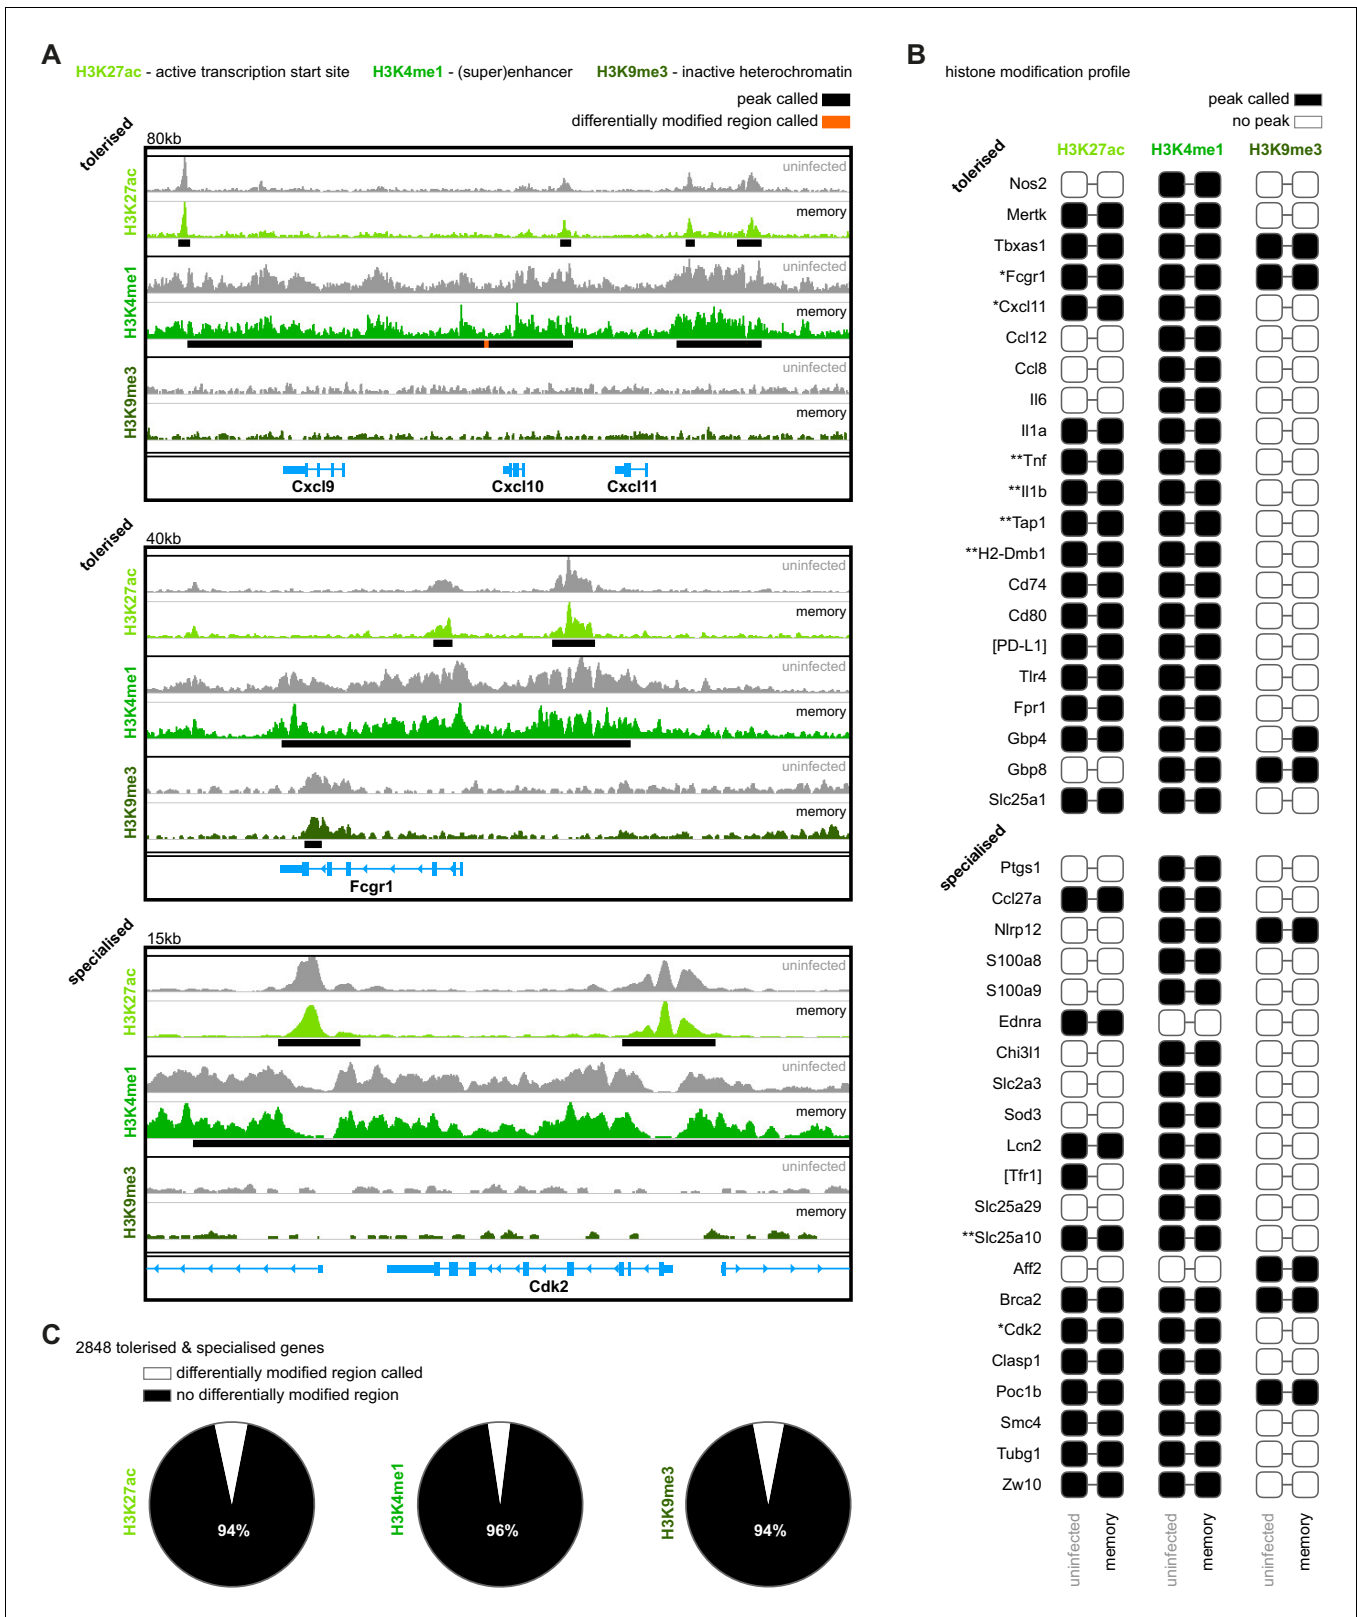 A
H3K27ac - active transcription start site H3K4me1 - (super)enhancer H3K9me3 - inactive heterochromatin
peak called
differentially modified region called
tolerised
80kb
H3K27ac
uninfected
memory
H3K4me1
uninfected
memory
H3K9me3
uninfected
memory
Cxcl9 Cxcl10 Cxcl11
tolerised
40kb
H3K27ac
uninfected
memory
H3K4me1
uninfected
memory
H3K9me3
uninfected
memory
Fcgr1
specialised
15kb
H3K27ac
uninfected
memory
H3K4me1
uninfected
memory
H3K9me3
uninfected
memory
Cdk2
B
histone modification profile
peak called
no peak
H3K27ac H3K4me1 H3K9me3
tolerised
Nos2
Mertk
Tbxas1
*Fcgr1
*Cxcl11
Ccl12
Ccl8
Il6
Il1a
**Tnf
**Il1b
**Tap1
**H2-Dmb1
Cd74
Cd80
[PD-L1]
Tlr4
Fpr1
Gbp4
Gbp8
Slc25a1
specialised
Ptgs1
Ccl27a
Nlrp12
S100a8
S100a9
Ednra
Chi3l1
Slc2a3
Sod3
Lcn2
[Tfr1]
Slc25a29
**Slc25a10
Aff2
Brca2
*Cdk2
Clasp1
Poc1b
Smc4
Tubg1
Zw10
uninfected memory uninfected memory uninfected memory
C
2848 tolerised & specialised genes
differentially modified region called
no differentially modified region
H3K27ac
94%
H3K4me1
96%
H3K9me3
94%